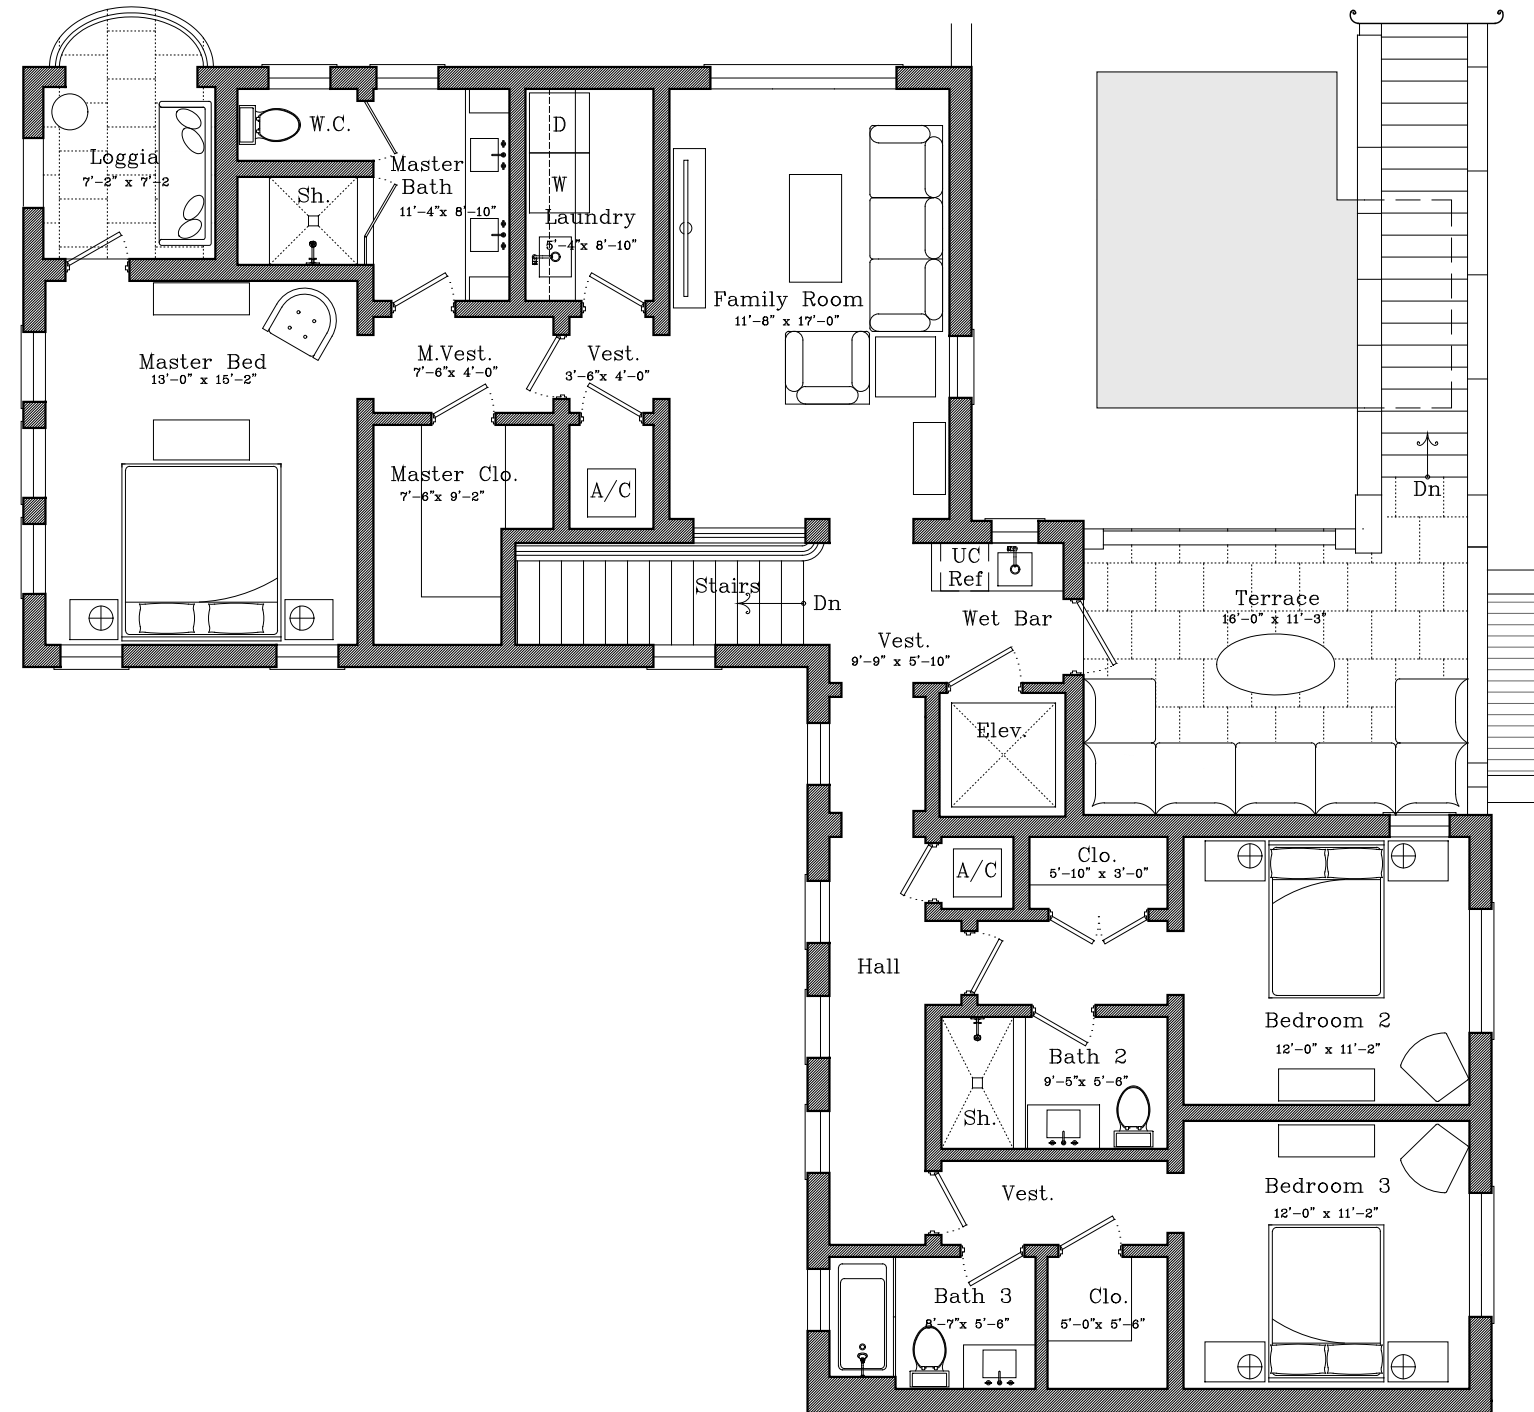 Loggia
7'-2" x 7'-2
W.C.
Sh.
Master
Bath
11'-4"x 8'-10"
D
W
Laundry
5'-4"x 8'-10"
Family Room
11'-8" x 17'-0"
Master Bed
13'-0" x 15'-2"
M.Vest.
7'-6"x 4'-0"
Vest.
3'-6"x 4'-0"
Master Clo.
7'-6"x 9'-2"
A/C
Dn
Stairs
Dn
UC
Ref
Wet Bar
Vest.
9'-9" x 5'-10"
Terrace
16'-0" x 11'-3"
Elev.
A/C
Clo.
5'-10" x 3'-0"
Hall
Bedroom 2
12'-0" x 11'-2"
Bath 2
9'-5"x 5'-6"
Sh.
Vest.
Bedroom 3
12'-0" x 11'-2"
Bath 3
8'-7"x 5'-6"
Clo.
5'-0"x 5'-6"